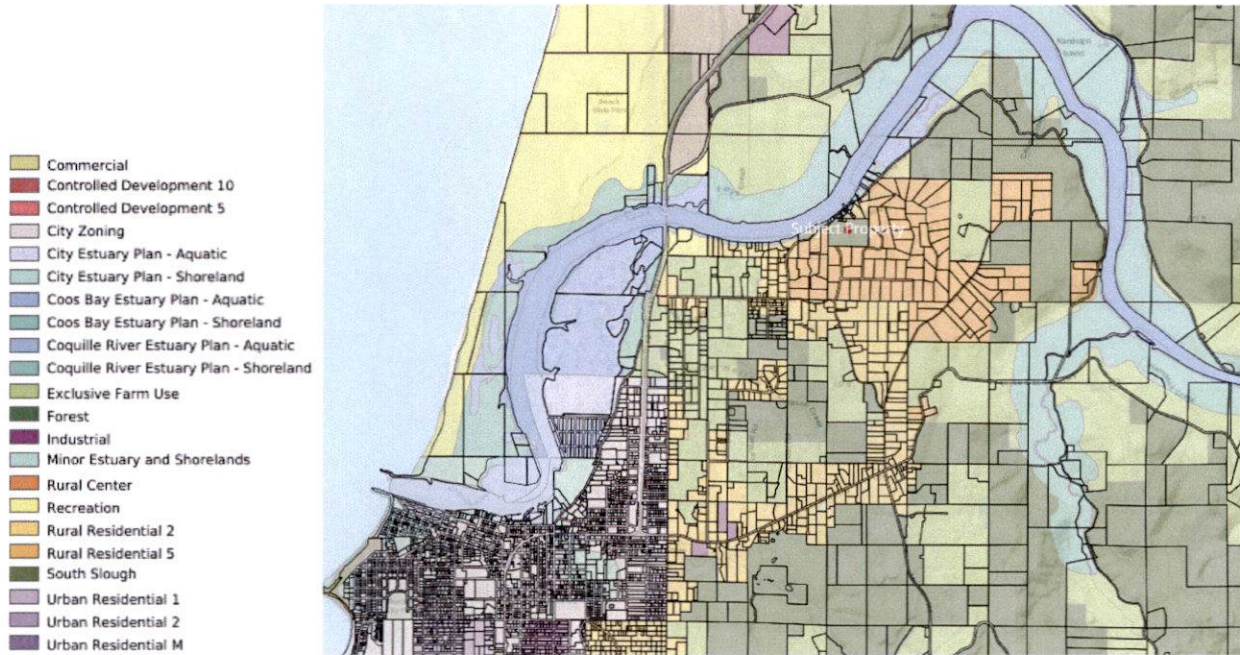 Commercial
Controlled Development 10
Controlled Development 5
City Zoning
City Estuary Plan - Aquatic
City Estuary Plan - Shoreland
Coos Bay Estuary Plan - Aquatic
Coos Bay Estuary Plan - Shoreland
Coquille River Estuary Plan - Aquatic
Coquille River Estuary Plan - Shoreland
Exclusive Farm Use
Forest
Industrial
Minor Estuary and Shorelands
Rural Center
Recreation
Rural Residential 2
Rural Residential 5
South Slough
Urban Residential 1
Urban Residential 2
Urban Residential M
Subject Property